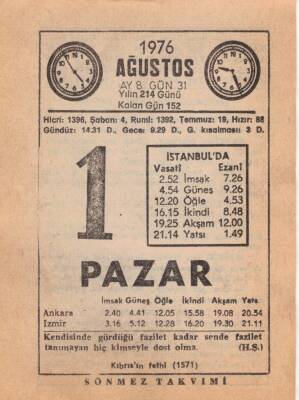 1976
AĞUSTOS
AY 8 GÜN 31
Yılın 214 Günü
Kalan Gün 152
Hicri: 1396, Şaban: 4, Rumi: 1392, Temmuz: 19, Hızır: 88
Gündüz: 14.31 D., Gece: 9.29 D., G. kısalması: 3 D.
1
İSTANBUL'DA
Vasatî Ezanî
2.52 İmsak 7.26
4.54 Güneş 9.26
12.20 Öğle 4.53
16.15 İkindi 8.48
19.25 Akşam 12.00
21.14 Yatsı 1.49
PAZAR
İmsak Güneş Öğle İkindi Akşam Yats
Ankara 2.40 4.41 12.05 15.58 19.08 20.54
İzmir 3.16 5.12 12.28 16.20 19.30 21.11
Kendisinde gördüğü fazilet kadar sende fazilet
tanımayan hiç kimseyle dost olma. (H.Ş.)
Kıbrıs'ın fethi (1571)
SÖNMEZ TAKVİMİ